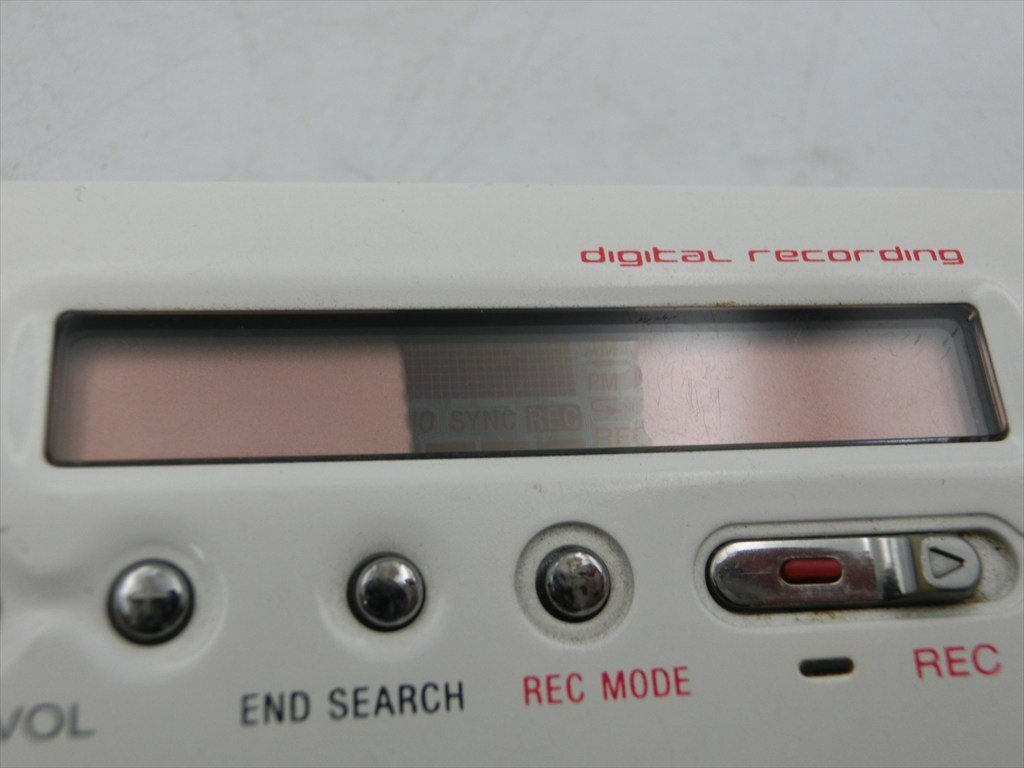 digital recording
PM
SYNC REC
VOL
END SEARCH
REC MODE
REC